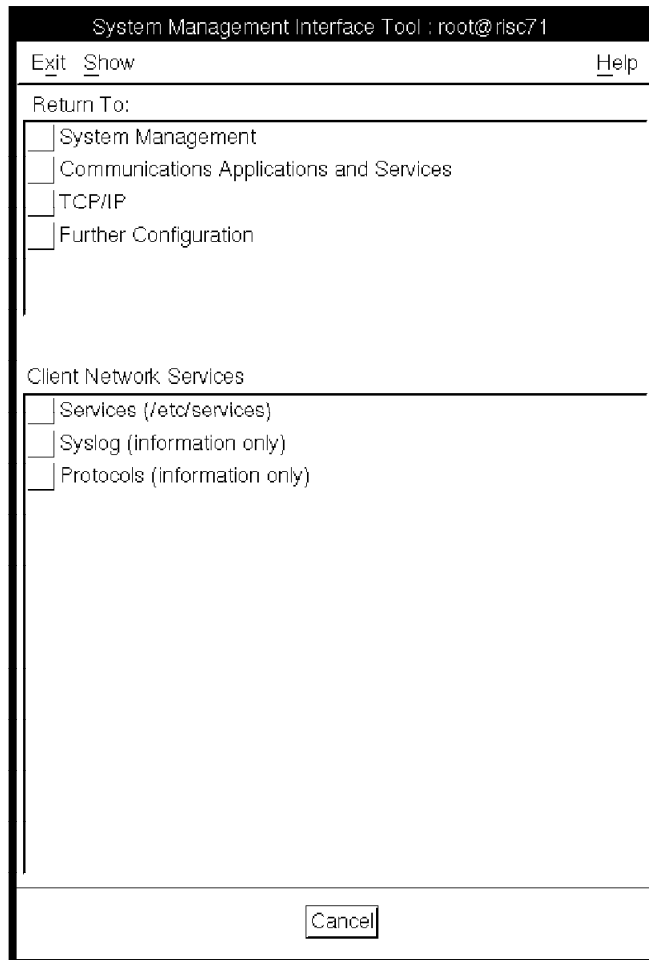 System Management Interface Tool : root@risc71
Exit Show Help
Return To:
System Management
Communications Applications and Services
TCP/IP
Further Configuration
Client Network Services
Services (/etc/services)
Syslog (information only)
Protocols (information only)
Cancel